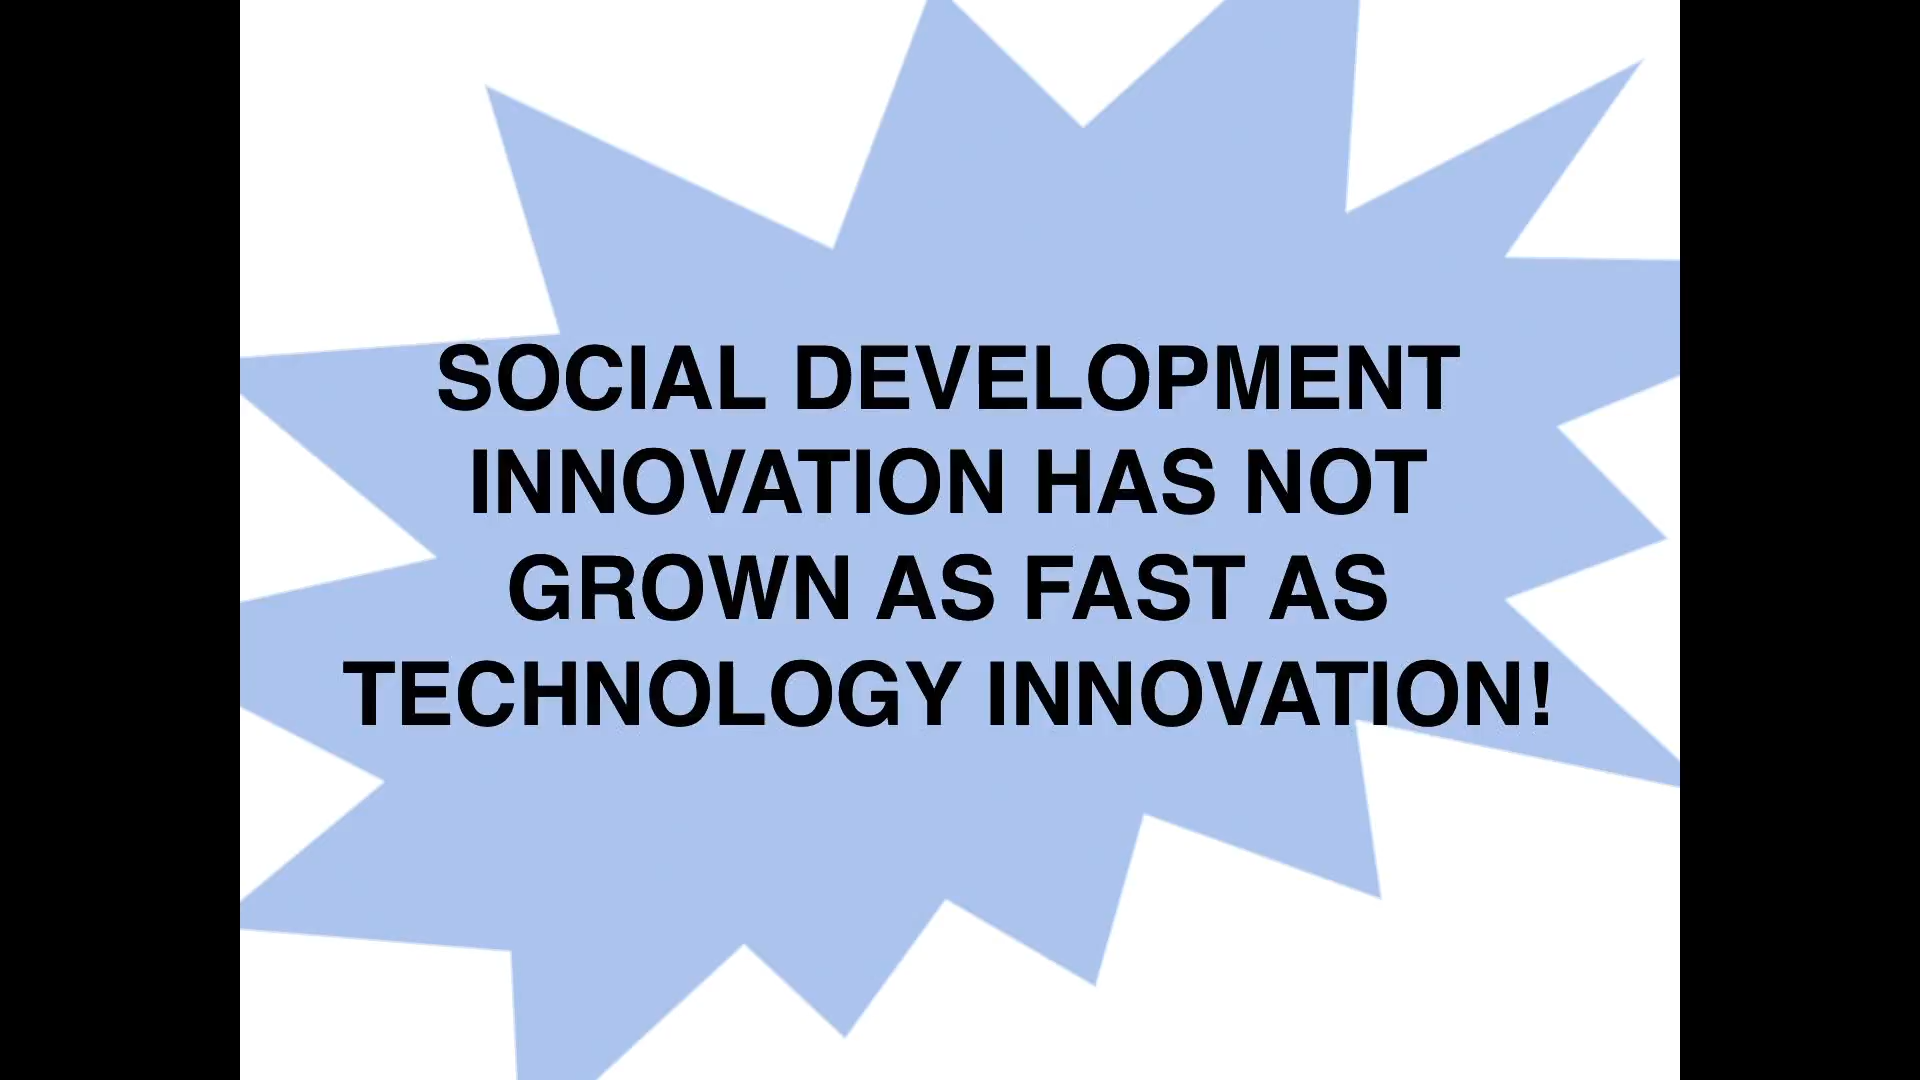 SOCIAL DEVELOPMENT
INNOVATION HAS NOT
GROWN AS FAST AS
TECHNOLOGY INNOVATION!